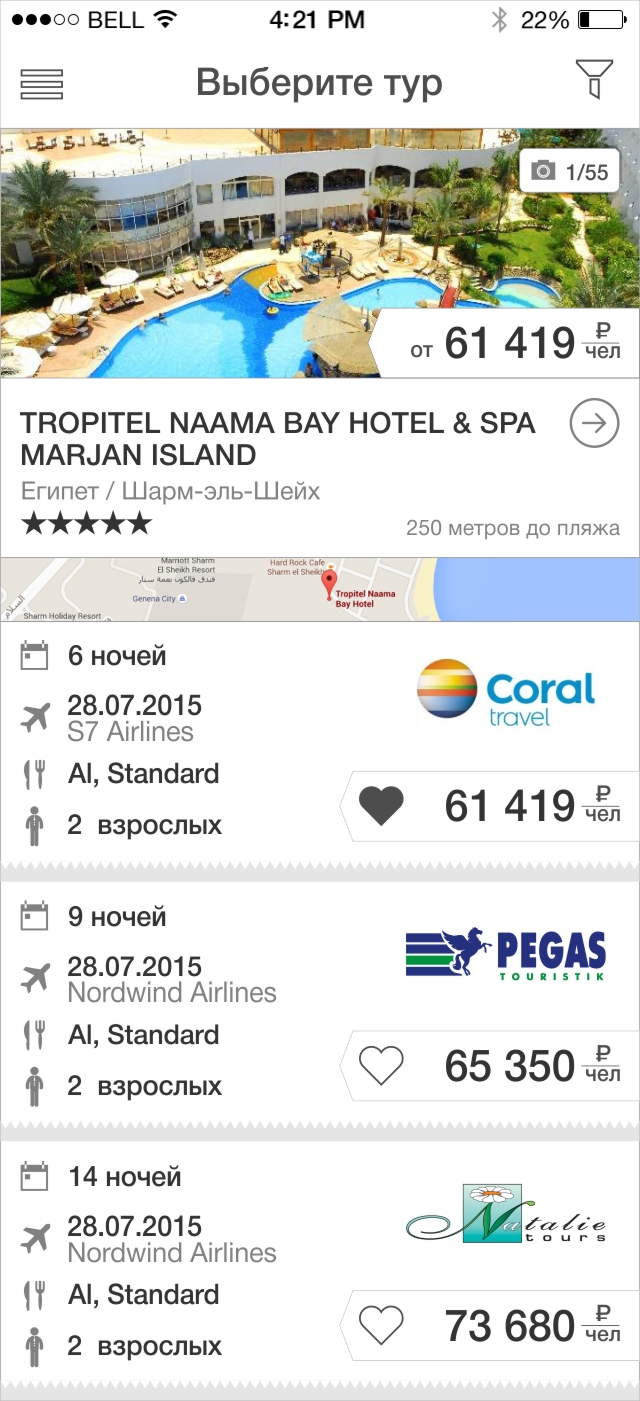 BELL
4:21 PM
22%
Выберите тур
1/55
от 61 419 ₽
чел
TROPITEL NAAMA BAY HOTEL & SPA
MARJAN ISLAND
Египет / Шарм-эль-Шейх
250 метров до пляжа
Marriott Sharm
El Sheikh Resort
فندق فالكون نعمة ستار
Hard Rock Cafe
Sharm el Sheikh
Genena City
Tropitel Naama
Bay Hotel
السلام
Sharm Holiday Resort
6 ночей
28.07.2015
S7 Airlines
AI, Standard
2 взрослых
Coral
travel
61 419 ₽
чел
9 ночей
28.07.2015
Nordwind Airlines
AI, Standard
2 взрослых
PEGAS
TOURISTIK
65 350 ₽
чел
14 ночей
28.07.2015
Nordwind Airlines
AI, Standard
2 взрослых
Natalie
tours
73 680 ₽
чел